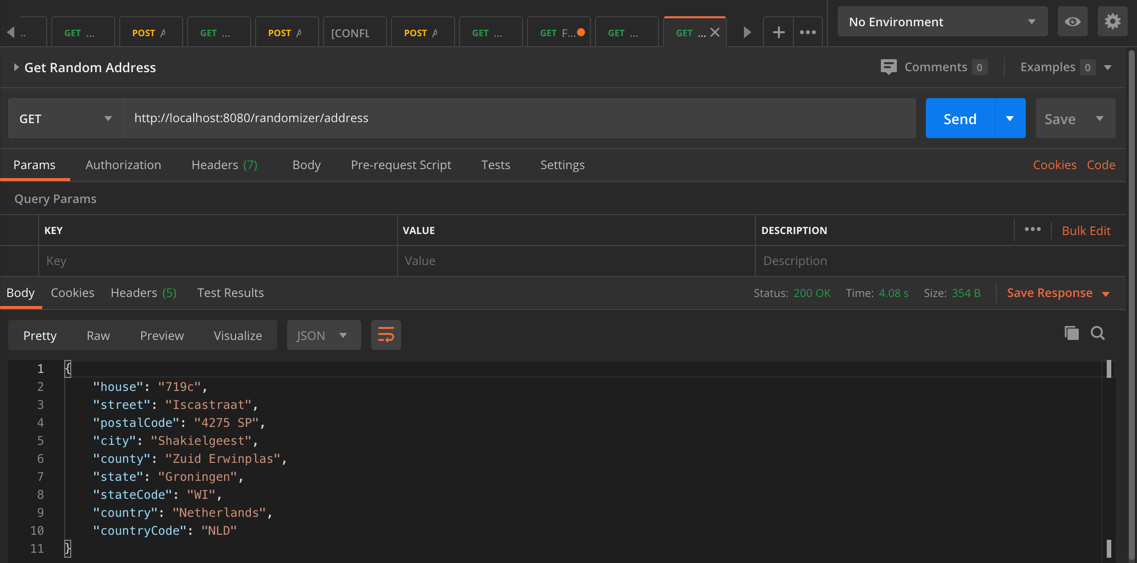 .. GET ... POST A GET ... POST A [CONFL POST A GET ... GET F... GET ... GET ... No Environment
Get Random Address Comments 0 Examples 0
GET http://localhost:8080/randomizer/address Send Save
Params Authorization Headers (7) Body Pre-request Script Tests Settings Cookies Code
Query Params
KEY VALUE DESCRIPTION ••• Bulk Edit
Key Value Description
Body Cookies Headers (5) Test Results Status: 200 OK Time: 4.08 s Size: 354 B Save Response
Pretty Raw Preview Visualize JSON
1 {
2 "house": "719c",
3 "street": "Iscastraat",
4 "postalCode": "4275 SP",
5 "city": "Shakielgeest",
6 "county": "Zuid Erwinplas",
7 "state": "Groningen",
8 "stateCode": "WI",
9 "country": "Netherlands",
10 "countryCode": "NLD"
11 }